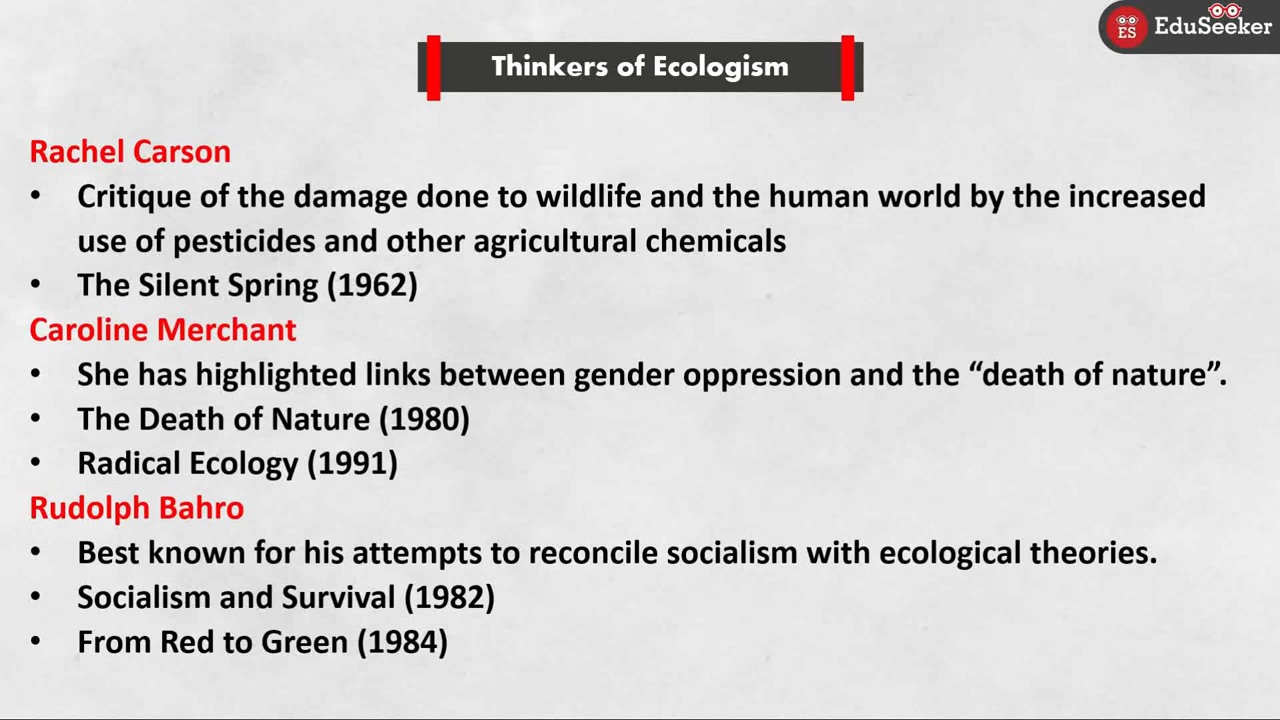 ES EduSeeker
Thinkers of Ecologism
Rachel Carson
• Critique of the damage done to wildlife and the human world by the increased
use of pesticides and other agricultural chemicals
• The Silent Spring (1962)
Caroline Merchant
• She has highlighted links between gender oppression and the “death of nature”.
• The Death of Nature (1980)
• Radical Ecology (1991)
Rudolph Bahro
• Best known for his attempts to reconcile socialism with ecological theories.
• Socialism and Survival (1982)
• From Red to Green (1984)